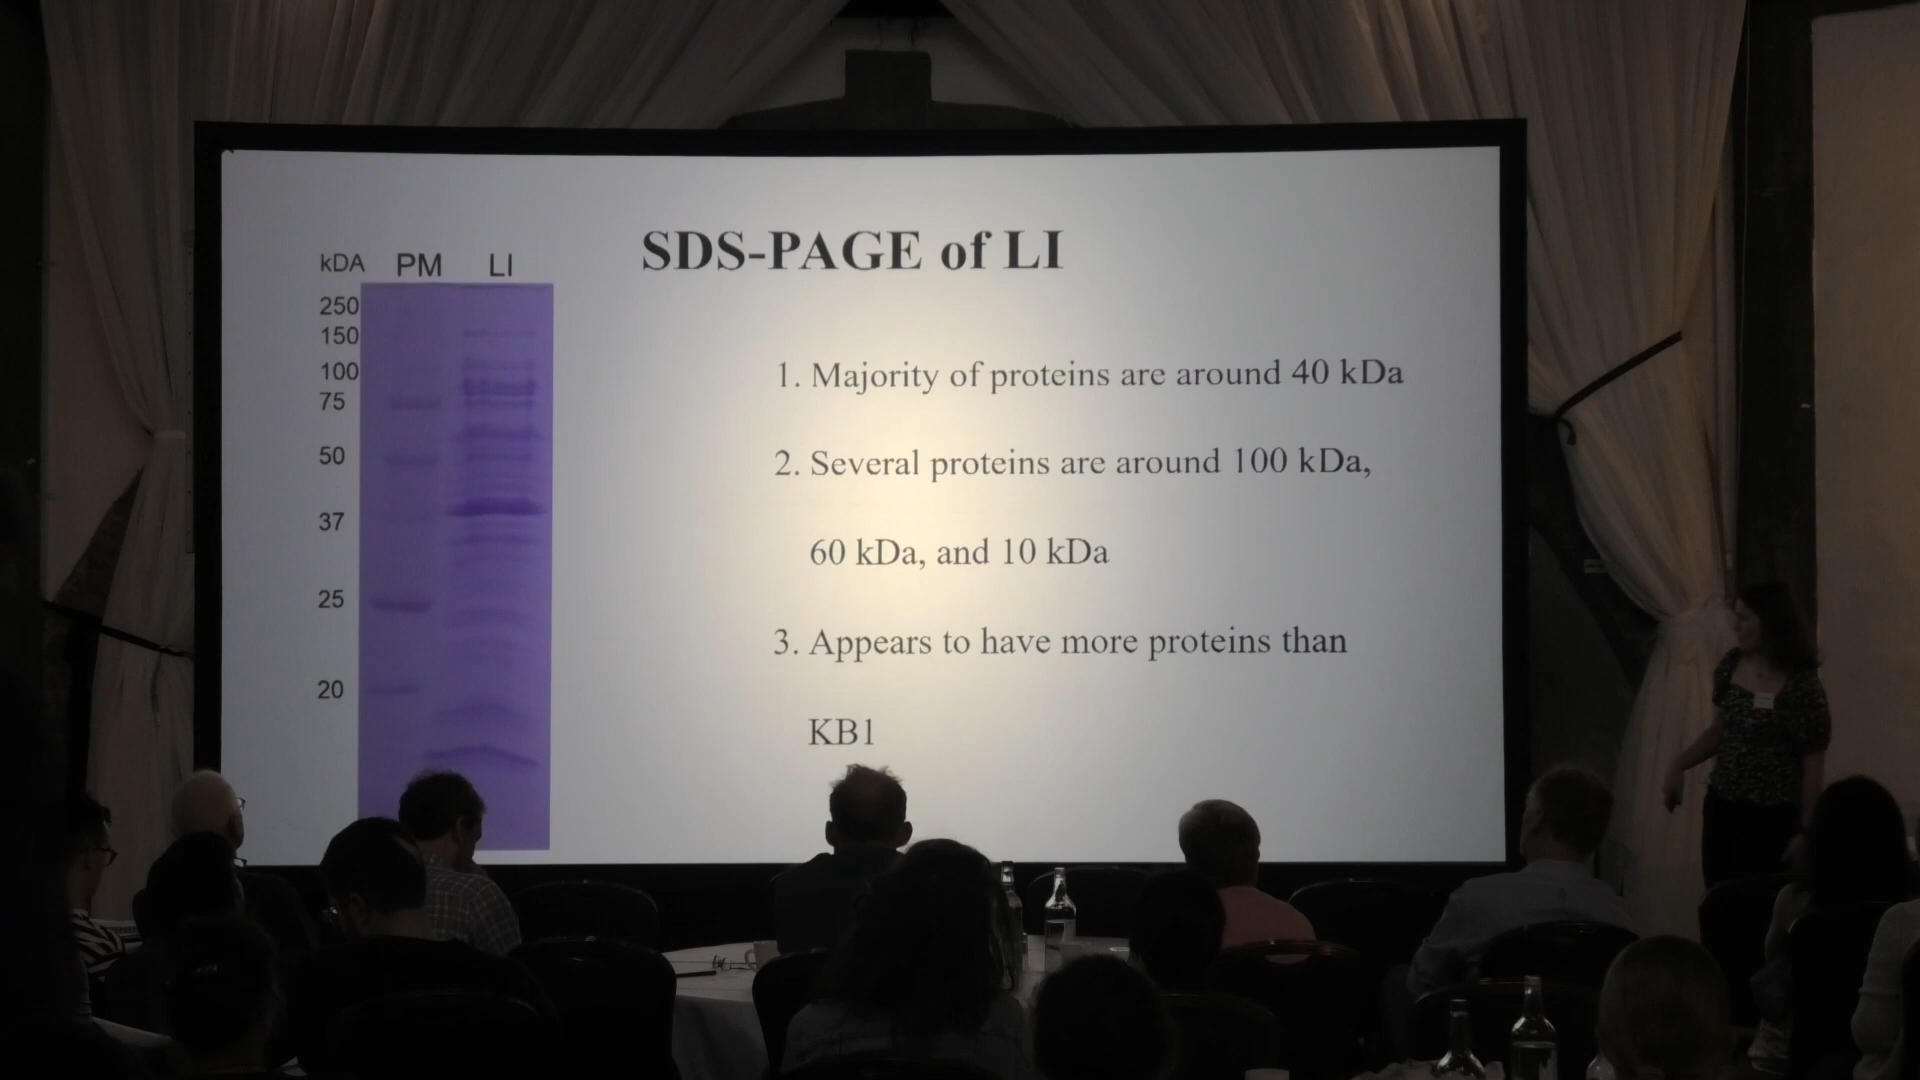 SDS-PAGE of LI
kDA PM LI
250
150
100
75
50
37
25
20
1. Majority of proteins are around 40 kDa
2. Several proteins are around 100 kDa,
60 kDa, and 10 kDa
3. Appears to have more proteins than
KB1